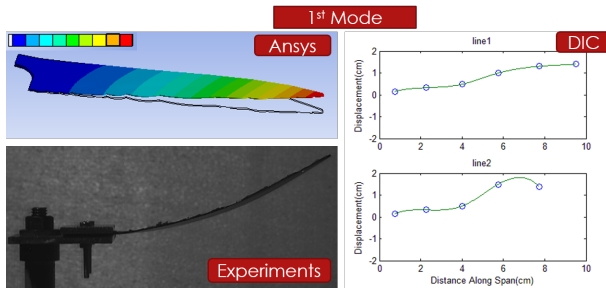 1st Mode
Ansys
Experiments
DIC
line1
Displacement(cm)
2
1
0
-1
-2
0
2
4
6
8
10
line2
Displacement(cm)
2
1
0
-1
-2
0
2
4
6
8
10
Distance Along Span(cm)